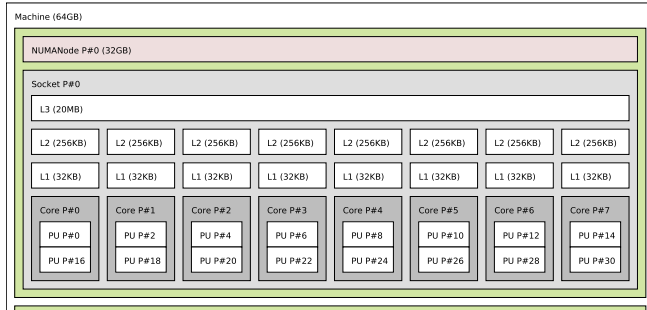 Machine (64GB)
NUMANode P#0 (32GB)
Socket P#0
L3 (20MB)
L2 (256KB) L2 (256KB) L2 (256KB) L2 (256KB) L2 (256KB) L2 (256KB) L2 (256KB) L2 (256KB)
L1 (32KB) L1 (32KB) L1 (32KB) L1 (32KB) L1 (32KB) L1 (32KB) L1 (32KB) L1 (32KB)
Core P#0 Core P#1 Core P#2 Core P#3 Core P#4 Core P#5 Core P#6 Core P#7
PU P#0 PU P#2 PU P#4 PU P#6 PU P#8 PU P#10 PU P#12 PU P#14
PU P#16 PU P#18 PU P#20 PU P#22 PU P#24 PU P#26 PU P#28 PU P#30